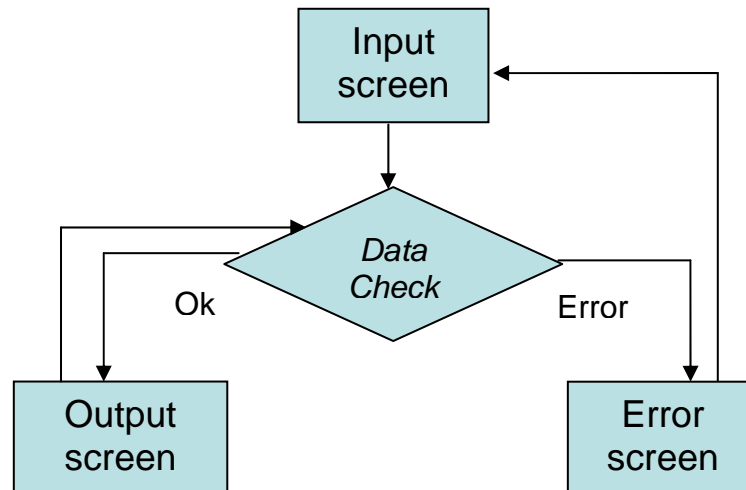 Input
screen
Data
Check
Ok
Error
Output
screen
Error
screen